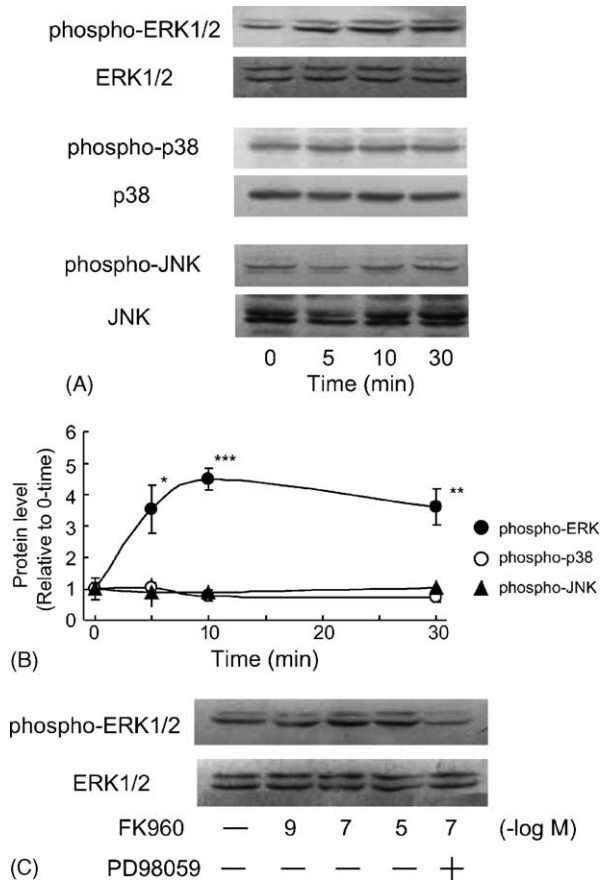 phospho-ERK1/2
ERK1/2
phospho-p38
p38
phospho-JNK
JNK
0 5 10 30
Time (min)
(A)
6
5
4
3
2
1
0
Protein level
(Relative to 0-time)
*
***
**
0 10 20 30
Time (min)
phospho-ERK
phospho-p38
phospho-JNK
(B)
phospho-ERK1/2
ERK1/2
FK960 — 9 7 5 7 (-log M)
PD98059 — — — — +
(C)